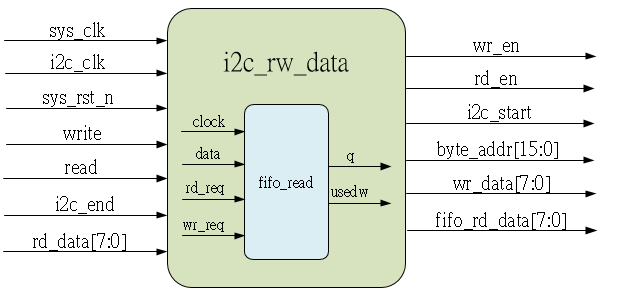 sys_clk
i2c_clk
sys_rst_n
write
read
i2c_end
rd_data[7:0]
i2c_rw_data
clock
data
rd_req
wr_req
fifo_read
q
usedw
wr_en
rd_en
i2c_start
byte_addr[15:0]
wr_data[7:0]
fifo_rd_data[7:0]